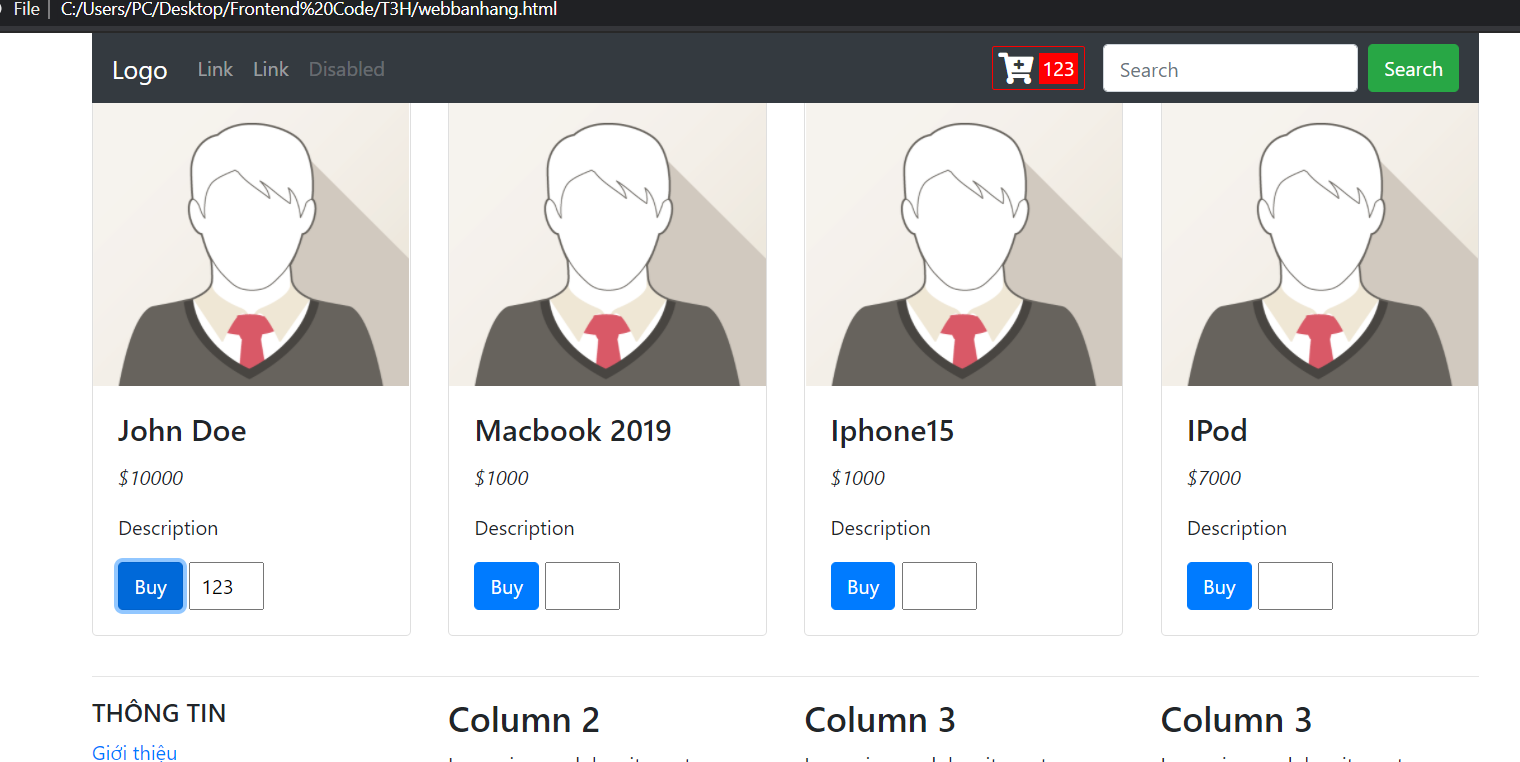 File | C:/Users/PC/Desktop/Frontend%20Code/T3H/webbanhang.html
Logo Link Link Disabled 123 Search Search
John Doe Macbook 2019 Iphone15 IPod
$10000 $1000 $1000 $7000
Description Description Description Description
Buy 123 Buy Buy Buy
THÔNG TIN Column 2 Column 3 Column 3
Giới thiệu